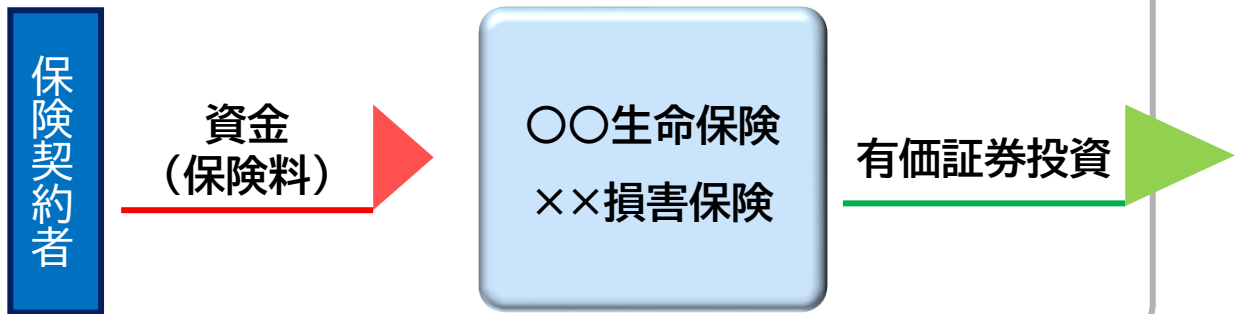 保険契約者
資金
（保険料）
〇〇生命保険
××損害保険
有価証券投資